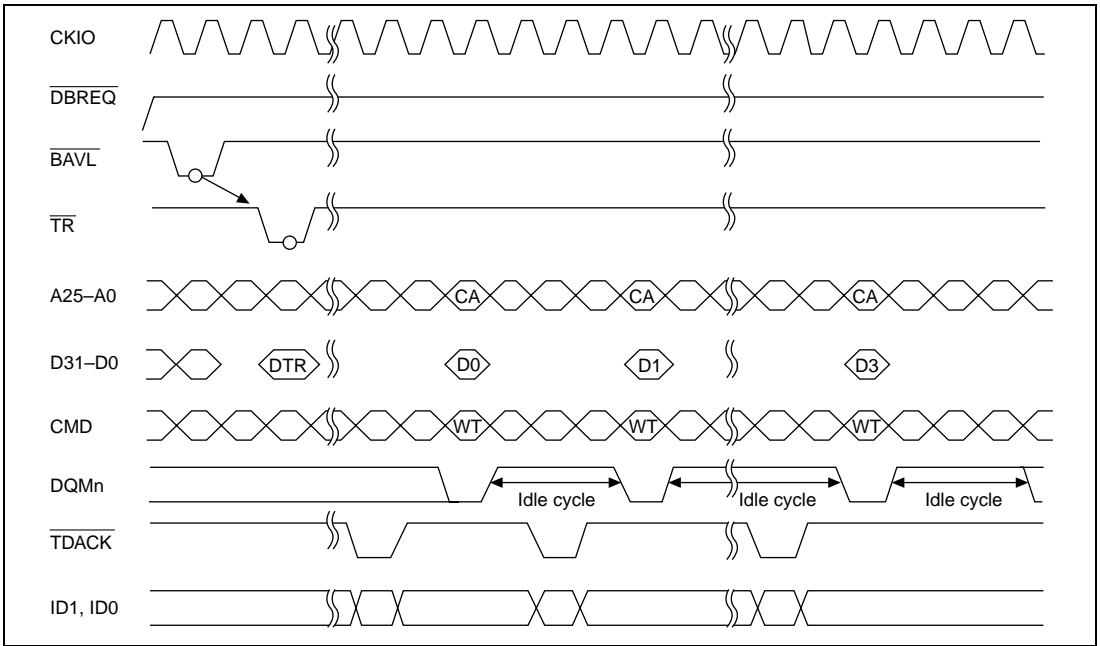 CKIO
DBREQ
BAVL
TR
A25–A0 CA CA CA
D31–D0 DTR D0 D1 D3
CMD WT WT WT
DQMn Idle cycle Idle cycle Idle cycle
TDACK
ID1, ID0